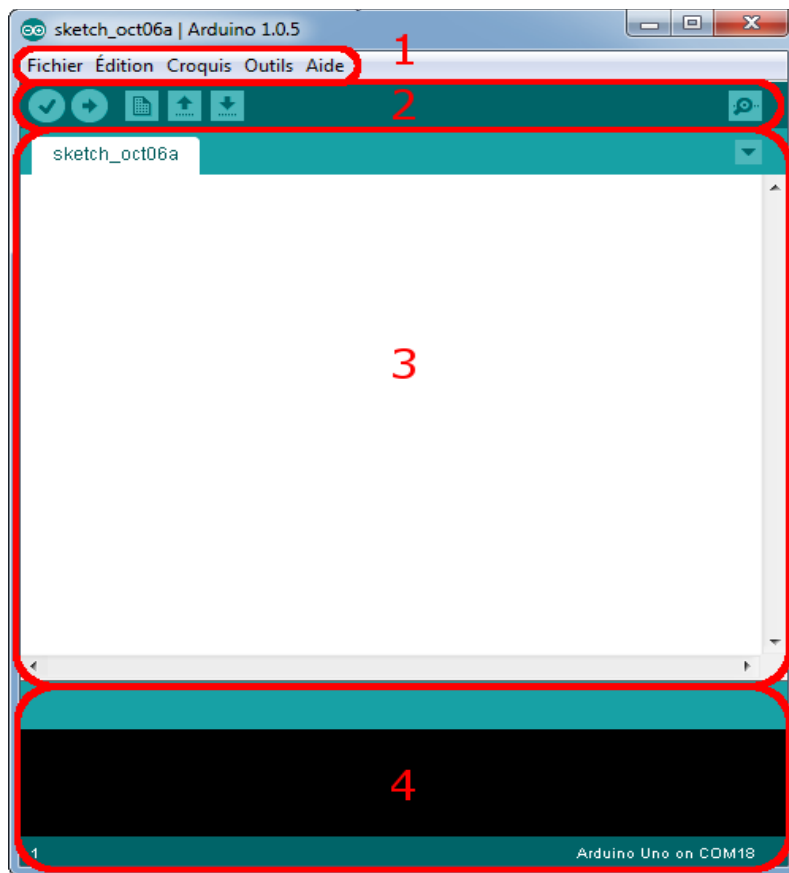 sketch_oct06a | Arduino 1.0.5
1
Fichier Édition Croquis Outils Aide
2
sketch_oct06a
3
4
1 Arduino Uno on COM18